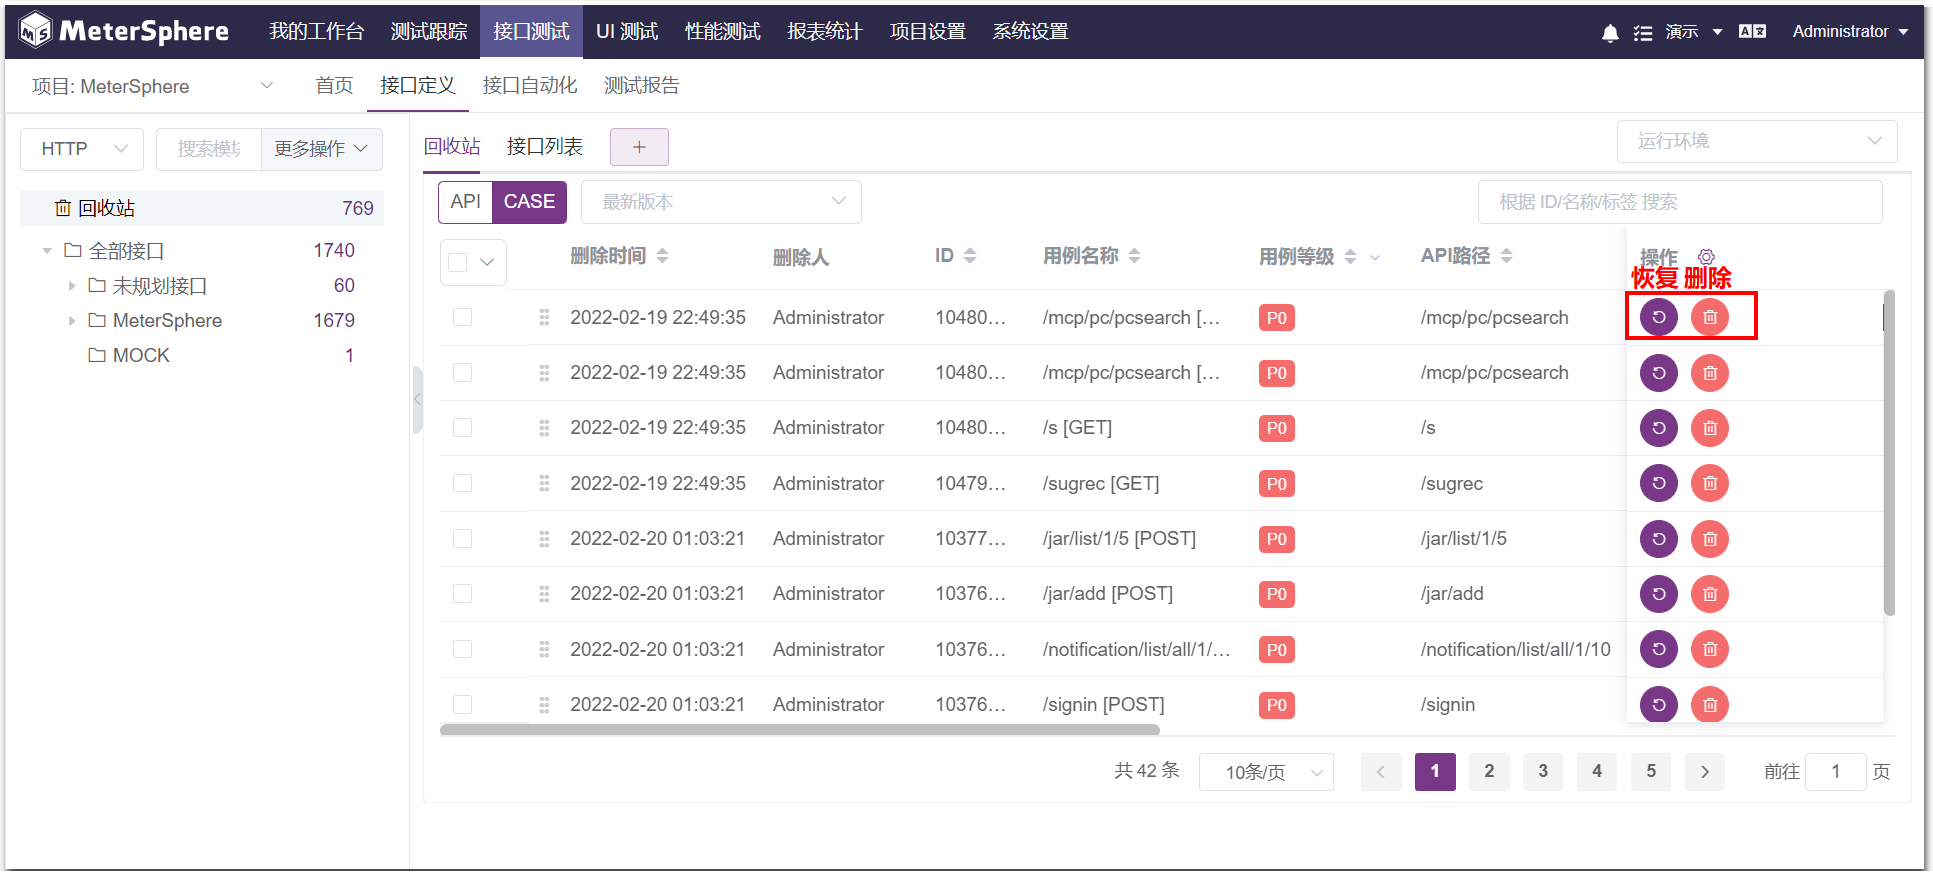 MeterSphere 我的工作台 测试跟踪 接口测试 UI 测试 性能测试 报表统计 项目设置 系统设置 演示 Administrator
项目: MeterSphere 首页 接口定义 接口自动化 测试报告
HTTP 搜索模块 更多操作
回收站 769
全部接口 1740
未规划接口 60
MeterSphere 1679
MOCK 1
回收站 接口列表 + 运行环境
API CASE 最新版本 根据 ID/名称/标签 搜索
删除时间 删除人 ID 用例名称 用例等级 API路径 操作
恢复 删除
2022-02-19 22:49:35 Administrator 10480... /mcp/pc/pcsearch [... P0 /mcp/pc/pcsearch
2022-02-19 22:49:35 Administrator 10480... /mcp/pc/pcsearch [... P0 /mcp/pc/pcsearch
2022-02-19 22:49:35 Administrator 10480... /s [GET] P0 /s
2022-02-19 22:49:35 Administrator 10479... /sugrec [GET] P0 /sugrec
2022-02-20 01:03:21 Administrator 10377... /jar/list/1/5 [POST] P0 /jar/list/1/5
2022-02-20 01:03:21 Administrator 10376... /jar/add [POST] P0 /jar/add
2022-02-20 01:03:21 Administrator 10376... /notification/list/all/1/... P0 /notification/list/all/1/10
2022-02-20 01:03:21 Administrator 10376... /signin [POST] P0 /signin
共 42 条 10条/页 1 2 3 4 5 前往 1 页